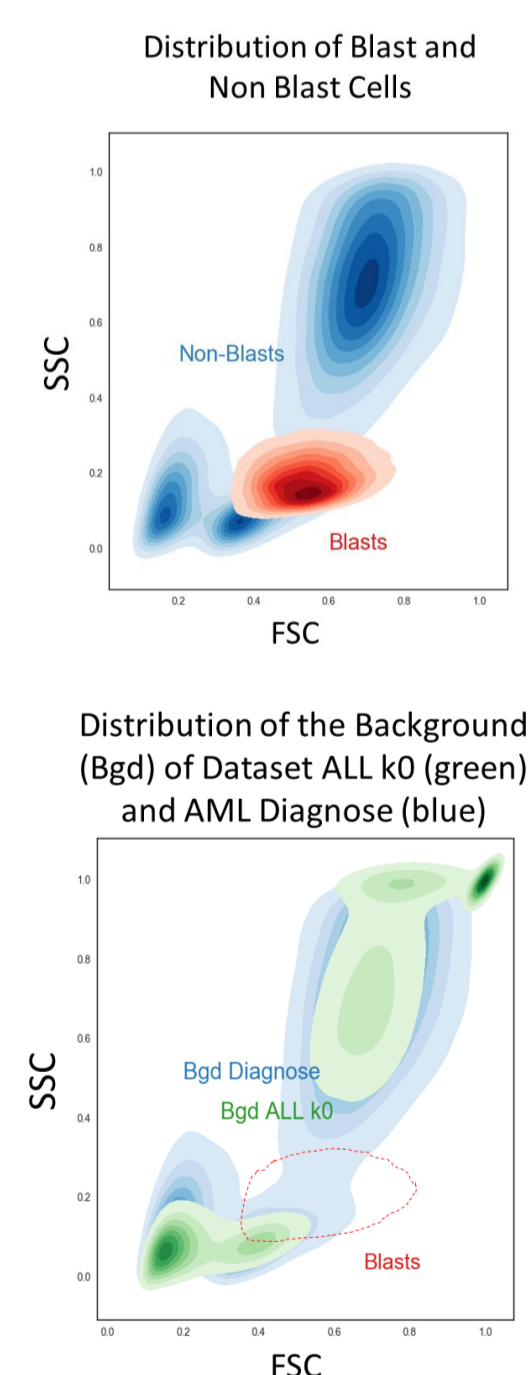 Distribution of Blast and
Non Blast Cells
1.0
0.8
0.6
0.4
0.2
0.0
SSC
Non-Blasts
Blasts
0.2 0.4 0.6 0.8 1.0
FSC
Distribution of the Background
(Bgd) of Dataset ALL k0 (green)
and AML Diagnose (blue)
1.0
0.8
0.6
0.4
0.2
0.0
SSC
Bgd Diagnose
Bgd ALL k0
Blasts
0.0 0.2 0.4 0.6 0.8 1.0
FSC